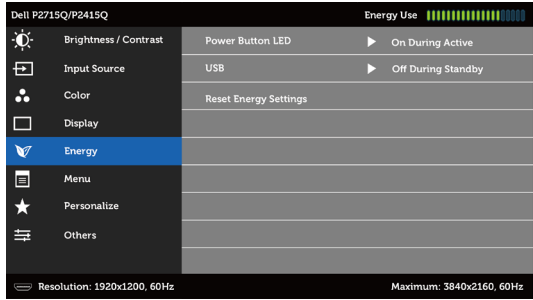 Dell P2715Q/P2415Q Energy Use
Brightness / Contrast Power Button LED On During Active
Input Source USB Off During Standby
Color Reset Energy Settings
Display
Energy
Menu
Personalize
Others
Resolution: 1920x1200, 60Hz Maximum: 3840x2160, 60Hz